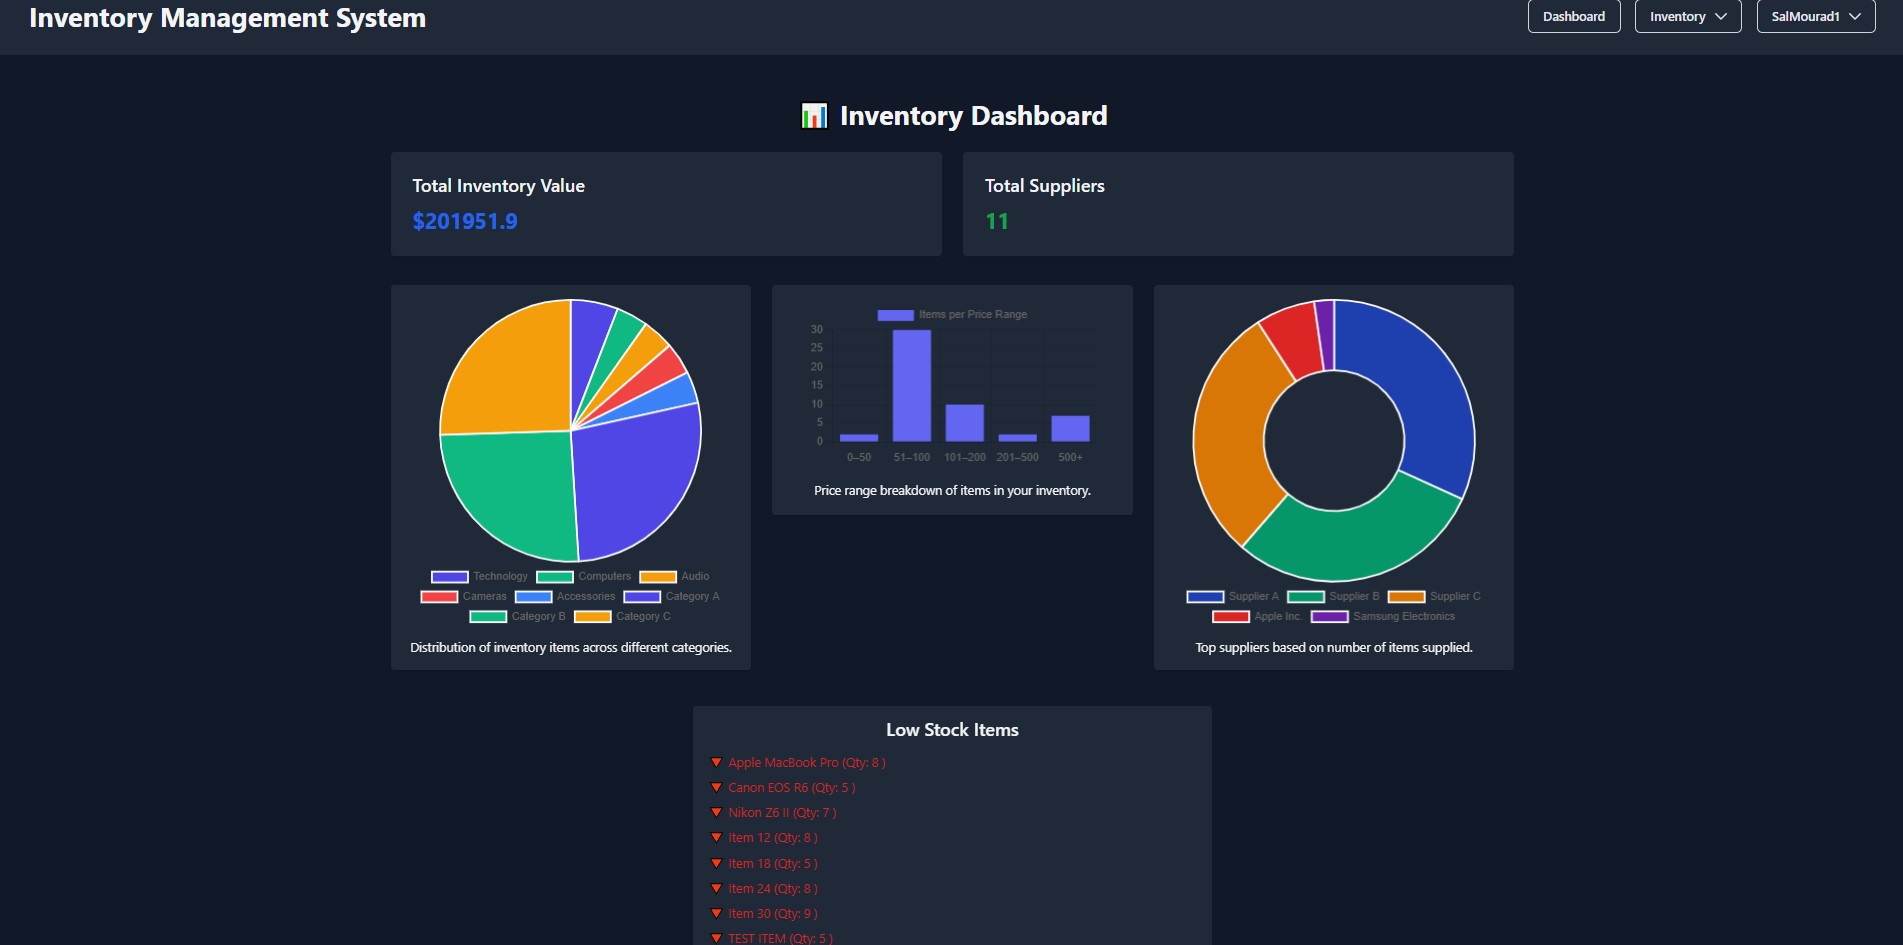 Inventory Management System
Dashboard
Inventory
SalMourad1
📊 Inventory Dashboard
Total Inventory Value
$201951.9
Total Suppliers
11
Technology Computers Audio
Cameras Accessories Category A
Category B Category C
Distribution of inventory items across different categories.
Items per Price Range
30
25
20
15
10
5
0
0–50 51–100 101–200 201–500 500+
Price range breakdown of items in your inventory.
Supplier A Supplier B Supplier C
Apple Inc. Samsung Electronics
Top suppliers based on number of items supplied.
Low Stock Items
Apple MacBook Pro (Qty: 8 )
Canon EOS R6 (Qty: 5 )
Nikon Z6 II (Qty: 7 )
Item 12 (Qty: 8 )
Item 18 (Qty: 5 )
Item 24 (Qty: 8 )
Item 30 (Qty: 9 )
TEST ITEM (Qty: 5 )